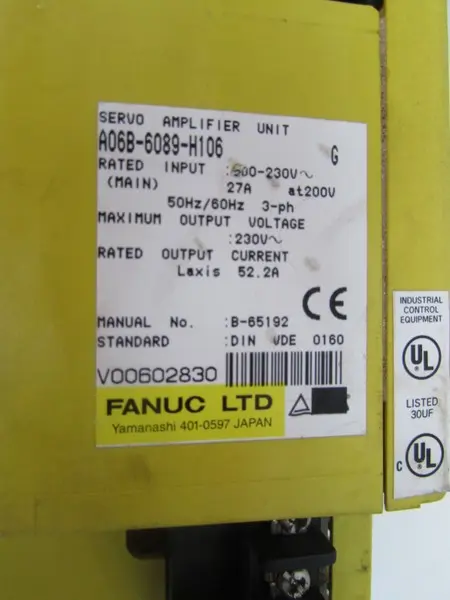 SERVO AMPLIFIER UNIT
A06B-6089-H106 G
RATED INPUT 00-230V~
(MAIN) 27A at200V
50Hz/60Hz 3-ph
MAXIMUM OUTPUT VOLTAGE
:230V~
RATED OUTPUT CURRENT
Laxis 52.2A
CE
MANUAL No. :B-65192
STANDARD :DIN VDE 0160
V00602830
FANUC LTD
Yamanashi 401-0597 JAPAN
INDUSTRIAL
CONTROL
EQUIPMENT
UL
LISTED
30UF
C UL